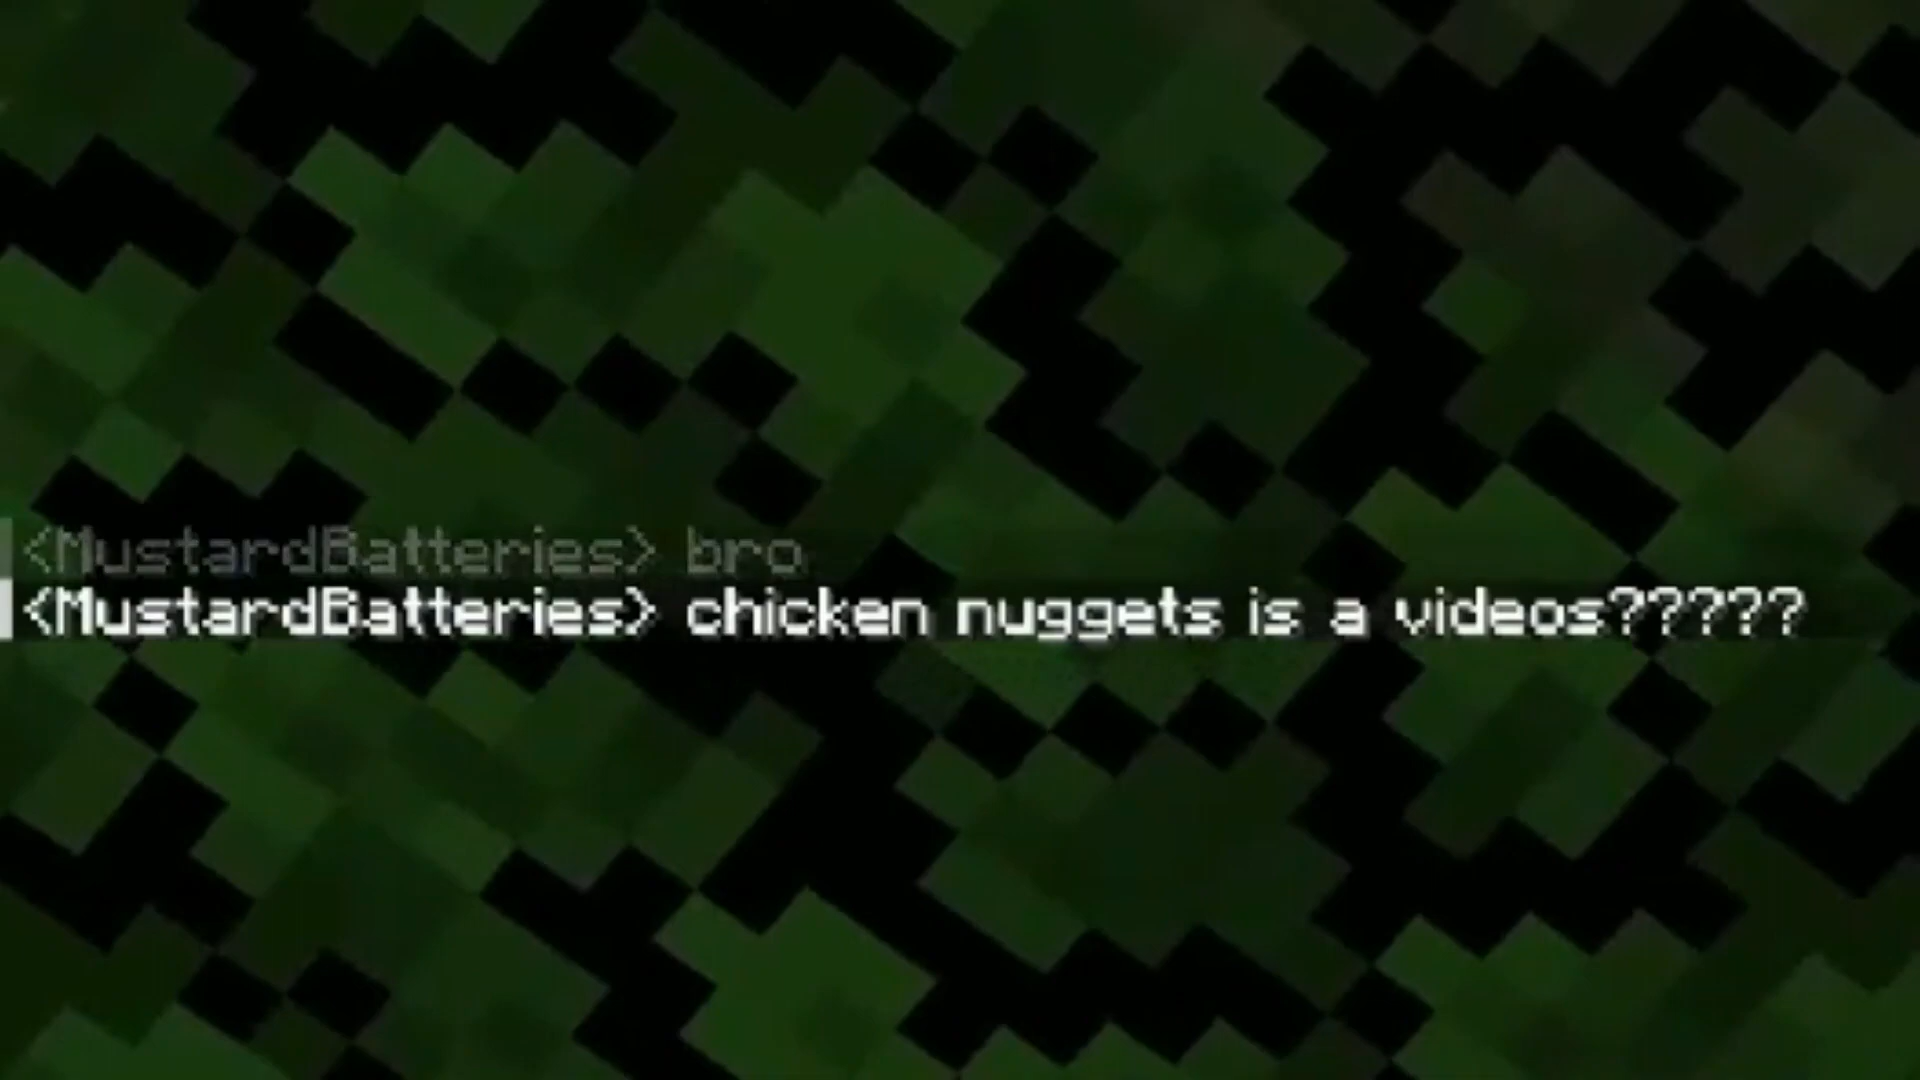 <MustardBatteries> bro
<MustardBatteries> chicken nuggets is a videos?????